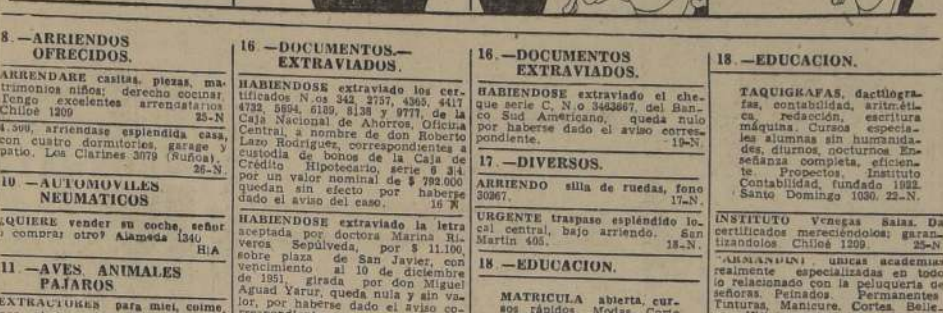 8.—ARRIENDOS
OFRECIDOS.
ARRENDARE casitas, piezas, ma-
trimonios niños; derecho cocinar.
Tengo excelentes arrendatarios
Chiloé 1209 25-N
4.500, arriendase espléndida casa,
con cuatro dormitorios, garage y
patio. Los Clarines 3079 (Ñuñoa).
26-N.
10.—AUTOMOVILES
NEUMATICOS
¿QUIERE vender su coche, señor
o comprar otro? Alameda 1340
HIA
11.—AVES, ANIMALES
PAJAROS
EXTRACTORES para miel, coime,
16.—DOCUMENTOS.—
EXTRAVIADOS.
HABIENDOSE extraviado los cer-
tificados N.os 342, 2757, 4365, 4417
4732, 5894, 6189, 8138 y 9777, de la
Caja Nacional de Ahorros, Oficina
Central, a nombre de don Roberto
Lazo Rodríguez, correspondientes a
custodia de bonos de la Caja de
Crédito Hipotecario, serie 6 3|4
por un valor nominal de $ 792.000
quedan sin efecto por haberse
dado el aviso del caso. 16 N
HABIENDOSE extraviado la letra
aceptada por doctora Marina Ri-
veros Sepúlveda, por $ 11.100,
sobre plaza de San Javier, con
vencimiento al 10 de diciembre
de 1951, girada por don Miguel
Aguad Yarur, queda nula y sin va-
lor, por haberse dado el aviso co-
16.—DOCUMENTOS
EXTRAVIADOS.
HABIENDOSE extraviado el che-
que serie C, N.o 3463667, del Ban-
co Sud Americano, queda nulo
por haberse dado el aviso corres-
pondiente. 19-N.
17.—DIVERSOS.
ARRIENDO silla de ruedas, fono
30367. 17-N.
URGENTE traspaso espléndido lo-
cal central, bajo arriendo. San
Martín 405. 18-N.
18.—EDUCACION.
MATRICULA abierta, cur-
sos rápidos. Modas, Corte
18.—EDUCACION.
TAQUIGRAFAS, dactilogra-
fas, contabilidad, aritméti-
ca, redacción, escritura
máquina. Cursos especia-
les alumnas sin humanida-
des, diurnos, nocturnos En-
señanza completa, eficien-
te. Propectos, Instituto
Contabilidad, fundado 1922.
Santo Domingo 1030. 22-N.
INSTITUTO Venegas Salas. Da
certificados mereciéndolos; garan-
tizándolos. Chiloé 1209. 25-N
"ARMANDINI", únicas academias
realmente especializadas en todo
lo relacionado con la peluquería de
señoras. Peinados. Permanentes,
Tinturas, Manicure, Cortes, Belle-